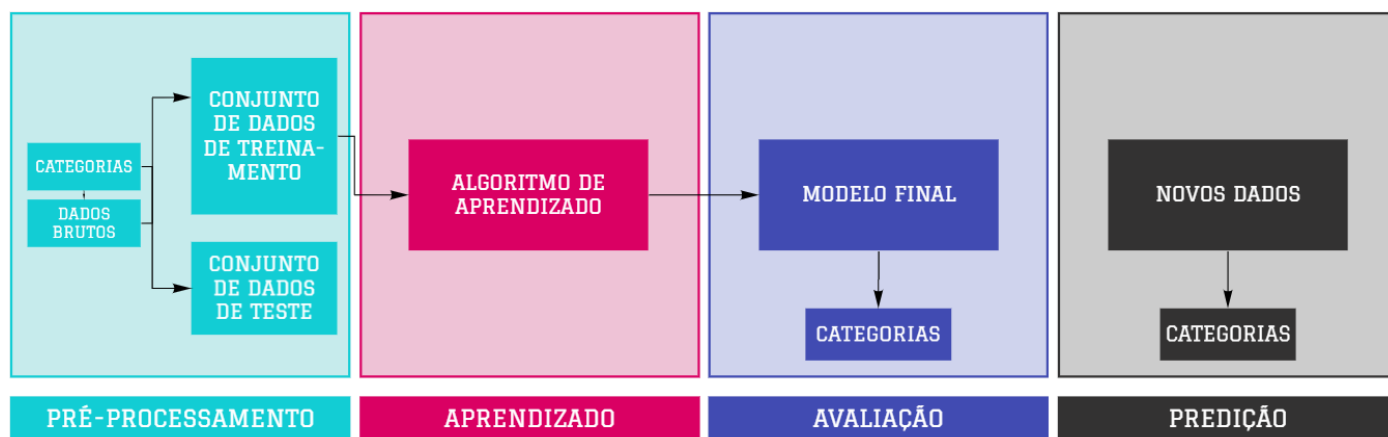 CATEGORIAS
DADOS
BRUTOS
CONJUNTO
DE DADOS
DE TREINA-
MENTO
CONJUNTO
DE DADOS
DE TESTE
PRÉ-PROCESSAMENTO
ALGORITMO DE
APRENDIZADO
APRENDIZADO
MODELO FINAL
CATEGORIAS
AVALIAÇÃO
NOVOS DADOS
CATEGORIAS
PREDIÇÃO